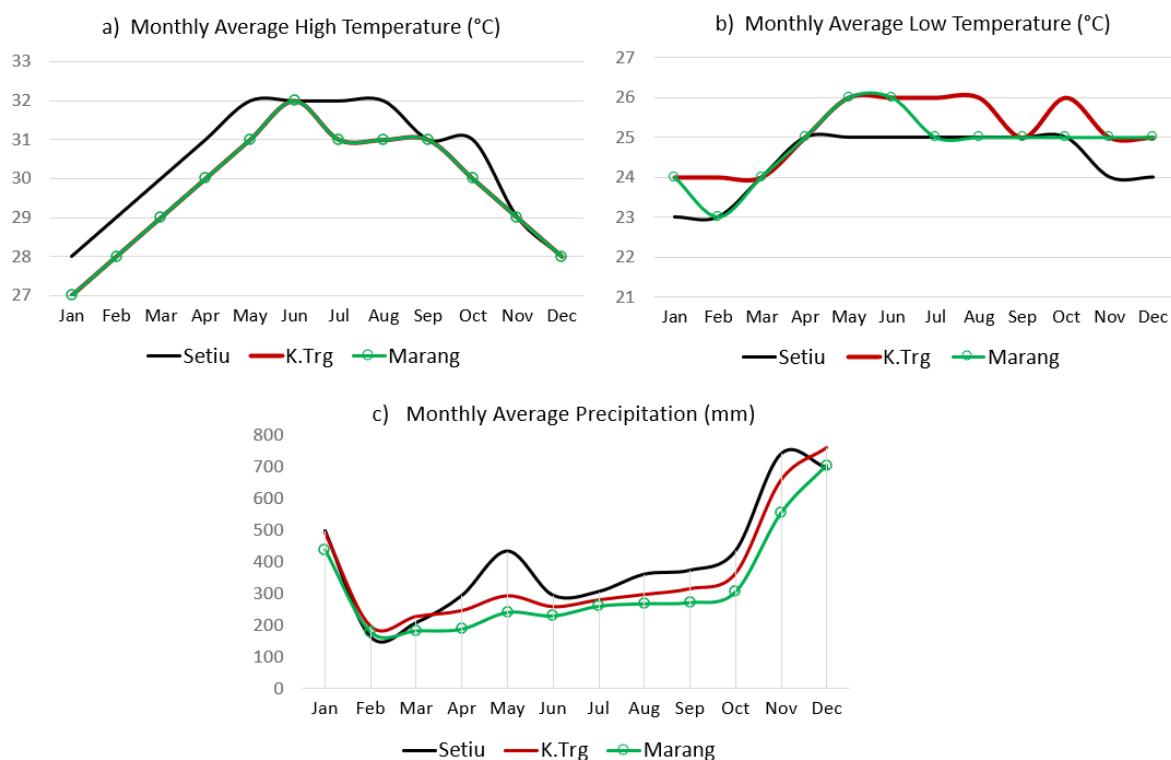 a) Monthly Average High Temperature (°C)
33
32
31
30
29
28
27
Jan Feb Mar Apr May Jun Jul Aug Sep Oct Nov Dec
Setiu K.Trg Marang
b) Monthly Average Low Temperature (°C)
27
26
25
24
23
22
21
Jan Feb Mar Apr May Jun Jul Aug Sep Oct Nov Dec
Setiu K.Trg Marang
c) Monthly Average Precipitation (mm)
800
700
600
500
400
300
200
100
0
Jan Feb Mar Apr May Jun Jul Aug Sep Oct Nov Dec
Setiu K.Trg Marang